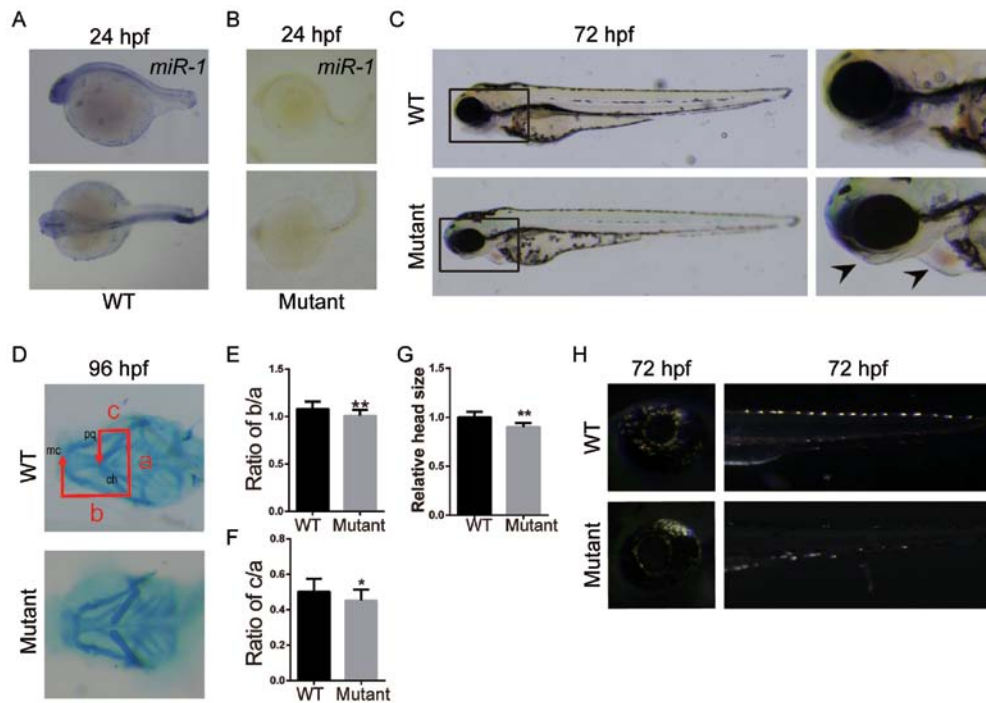 A
24 hpf
miR-1
WT
B
24 hpf
miR-1
Mutant
C
72 hpf
WT
Mutant
D
96 hpf
WT
mc
pq
ch
a
b
c
Mutant
E
Ratio of b/a
1.5
1.0
0.5
0.0
**
WT Mutant
F
Ratio of c/a
0.8
0.6
0.4
0.2
0.0
*
WT Mutant
G
Relative head size
1.5
1.0
0.5
0.0
**
WT Mutant
H
72 hpf
72 hpf
WT
Mutant